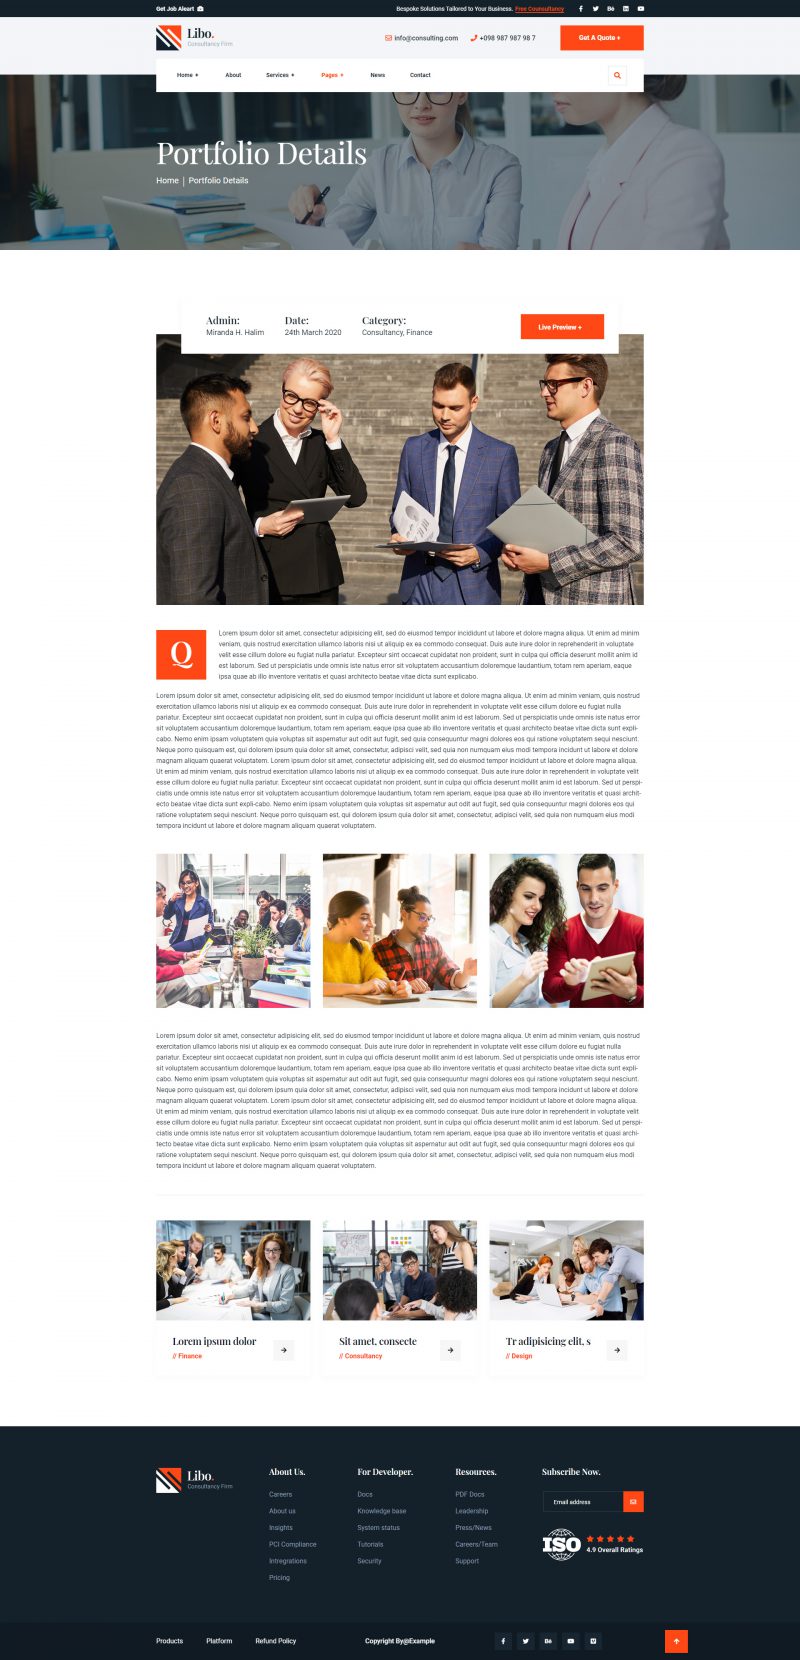 Get Job Aleart
Bespoke Solutions Tailored to Your Business. Free Counsultancy
Libo.
Consultancy Firm
info@consulting.com
+098 987 987 98 7
Get A Quote +
Home +
About
Services +
Pages +
News
Contact
Portfolio Details
Home | Portfolio Details
Admin:
Miranda H. Halim
Date:
24th March 2020
Category:
Consultancy, Finance
Live Preview +
Q
Lorem ipsum dolor sit amet, consectetur adipisicing elit, sed do eiusmod tempor incididunt ut labore et dolore magna aliqua. Ut enim ad minim
veniam, quis nostrud exercitation ullamco laboris nisi ut aliquip ex ea commodo consequat. Duis aute irure dolor in reprehenderit in voluptate
velit esse cillum dolore eu fugiat nulla pariatur. Excepteur sint occaecat cupidatat non proident, sunt in culpa qui officia deserunt mollit anim id
est laborum. Sed ut perspiciatis unde omnis iste natus error sit voluptatem accusantium doloremque laudantium, totam rem aperiam, eaque
ipsa quae ab illo inventore veritatis et quasi architecto beatae vitae dicta sunt explicabo.
Lorem ipsum dolor sit amet, consectetur adipisicing elit, sed do eiusmod tempor incididunt ut labore et dolore magna aliqua. Ut enim ad minim veniam, quis nostrud
exercitation ullamco laboris nisi ut aliquip ex ea commodo consequat. Duis aute irure dolor in reprehenderit in voluptate velit esse cillum dolore eu fugiat nulla
pariatur. Excepteur sint occaecat cupidatat non proident, sunt in culpa qui officia deserunt mollit anim id est laborum. Sed ut perspiciatis unde omnis iste natus error sit
voluptatem accusantium doloremque laudantium, totam rem aperiam, eaque ipsa quae ab illo inventore veritatis et quasi architecto beatae vitae dicta sunt expli-
cabo. Nemo enim ipsam voluptatem quia voluptas sit aspernatur aut odit aut fugit, sed quia consequuntur magni dolores eos qui ratione voluptatem sequi nesciunt.
Neque porro quisquam est, qui dolorem ipsum quia dolor sit amet, consectetur, adipisci velit, sed quia non numquam eius modi tempora incidunt ut labore et dolore
magnam aliquam quaerat voluptatem. Lorem ipsum dolor sit amet, consectetur adipisicing elit, sed do eiusmod tempor incididunt ut labore et dolore magna aliqua.
Ut enim ad minim veniam, quis nostrud exercitation ullamco laboris nisi ut aliquip ex ea commodo consequat. Duis aute irure dolor in reprehenderit in voluptate velit
esse cillum dolore eu fugiat nulla pariatur. Excepteur sint occaecat cupidatat non proident, sunt in culpa qui officia deserunt mollit anim id est laborum. Sed ut perspi-
ciatis unde omnis iste natus error sit voluptatem accusantium doloremque laudantium, totam rem aperiam, eaque ipsa quae ab illo inventore veritatis et quasi archit-
ecto beatae vitae dicta sunt expli-cabo. Nemo enim ipsam voluptatem quia voluptas sit aspernatur aut odit aut fugit, sed quia consequuntur magni dolores eos qui
ratione voluptatem sequi nesciunt. Neque porro quisquam est, qui dolorem ipsum quia dolor sit amet, consectetur, adipisci velit, sed quia non numquam eius modi
tempora incidunt ut labore et dolore magnam aliquam quaerat voluptatem.
Lorem ipsum dolor sit amet, consectetur adipisicing elit, sed do eiusmod tempor incididunt ut labore et dolore magna aliqua. Ut enim ad minim veniam, quis nostrud
exercitation ullamco laboris nisi ut aliquip ex ea commodo consequat. Duis aute irure dolor in reprehenderit in voluptate velit esse cillum dolore eu fugiat nulla
pariatur. Excepteur sint occaecat cupidatat non proident, sunt in culpa qui officia deserunt mollit anim id est laborum. Sed ut perspiciatis unde omnis iste natus error sit
voluptatem accusantium doloremque laudantium, totam rem aperiam, eaque ipsa quae ab illo inventore veritatis et quasi architecto beatae vitae dicta sunt expli-
cabo. Nemo enim ipsam voluptatem quia voluptas sit aspernatur aut odit aut fugit, sed quia consequuntur magni dolores eos qui ratione voluptatem sequi nesciunt.
Neque porro quisquam est, qui dolorem ipsum quia dolor sit amet, consectetur, adipisci velit, sed quia non numquam eius modi tempora incidunt ut labore et dolore
magnam aliquam quaerat voluptatem. Lorem ipsum dolor sit amet, consectetur adipisicing elit, sed do eiusmod tempor incididunt ut labore et dolore magna aliqua.
Ut enim ad minim veniam, quis nostrud exercitation ullamco laboris nisi ut aliquip ex ea commodo consequat. Duis aute irure dolor in reprehenderit in voluptate velit
esse cillum dolore eu fugiat nulla pariatur. Excepteur sint occaecat cupidatat non proident, sunt in culpa qui officia deserunt mollit anim id est laborum. Sed ut perspi-
ciatis unde omnis iste natus error sit voluptatem accusantium doloremque laudantium, totam rem aperiam, eaque ipsa quae ab illo inventore veritatis et quasi archi-
tecto beatae vitae dicta sunt explicabo. Nemo enim ipsam voluptatem quia voluptas sit aspernatur aut odit aut fugit, sed quia consequuntur magni dolores eos qui
ratione voluptatem sequi nesciunt. Neque porro quisquam est, qui dolorem ipsum quia dolor sit amet, consectetur, adipisci velit, sed quia non numquam eius modi
tempora incidunt ut labore et dolore magnam aliquam quaerat voluptatem.
Lorem ipsum dolor
// Finance
Sit amet, consecte
// Consultancy
Tr adipisicing elit, s
// Design
Libo.
Consultancy Firm
About Us.
Careers
About us
Insights
PCI Compliance
Intregrations
Pricing
For Developer.
Docs
Knowledge base
System status
Tutorials
Security
Resources.
PDF Docs
Leadership
Press/News
Careers/Team
Support
Subscribe Now.
Email address
ISO
4.9 Overall Ratings
Products
Platform
Refund Policy
Copyright By@Example